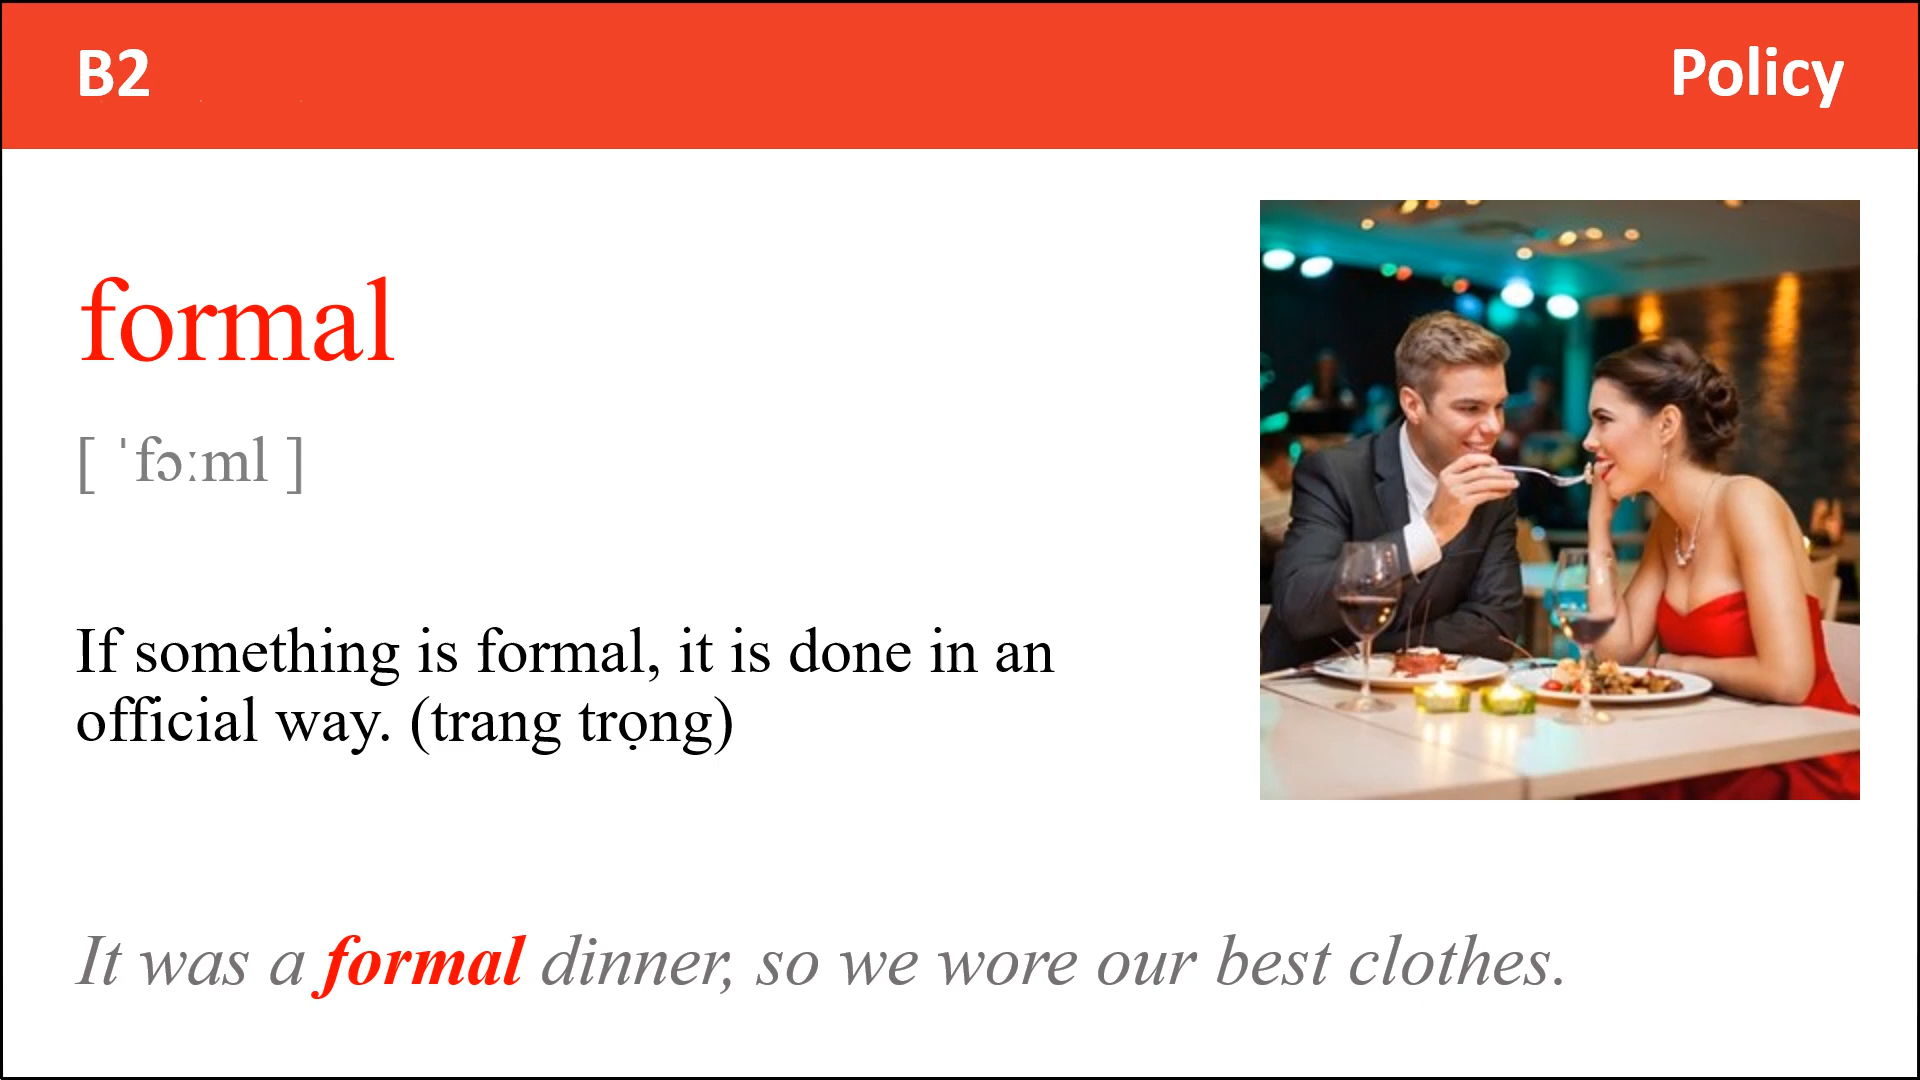 B2
Policy
formal
[ ˈfɔːml ]
If something is formal, it is done in an
official way. (trang trọng)
It was a formal dinner, so we wore our best clothes.